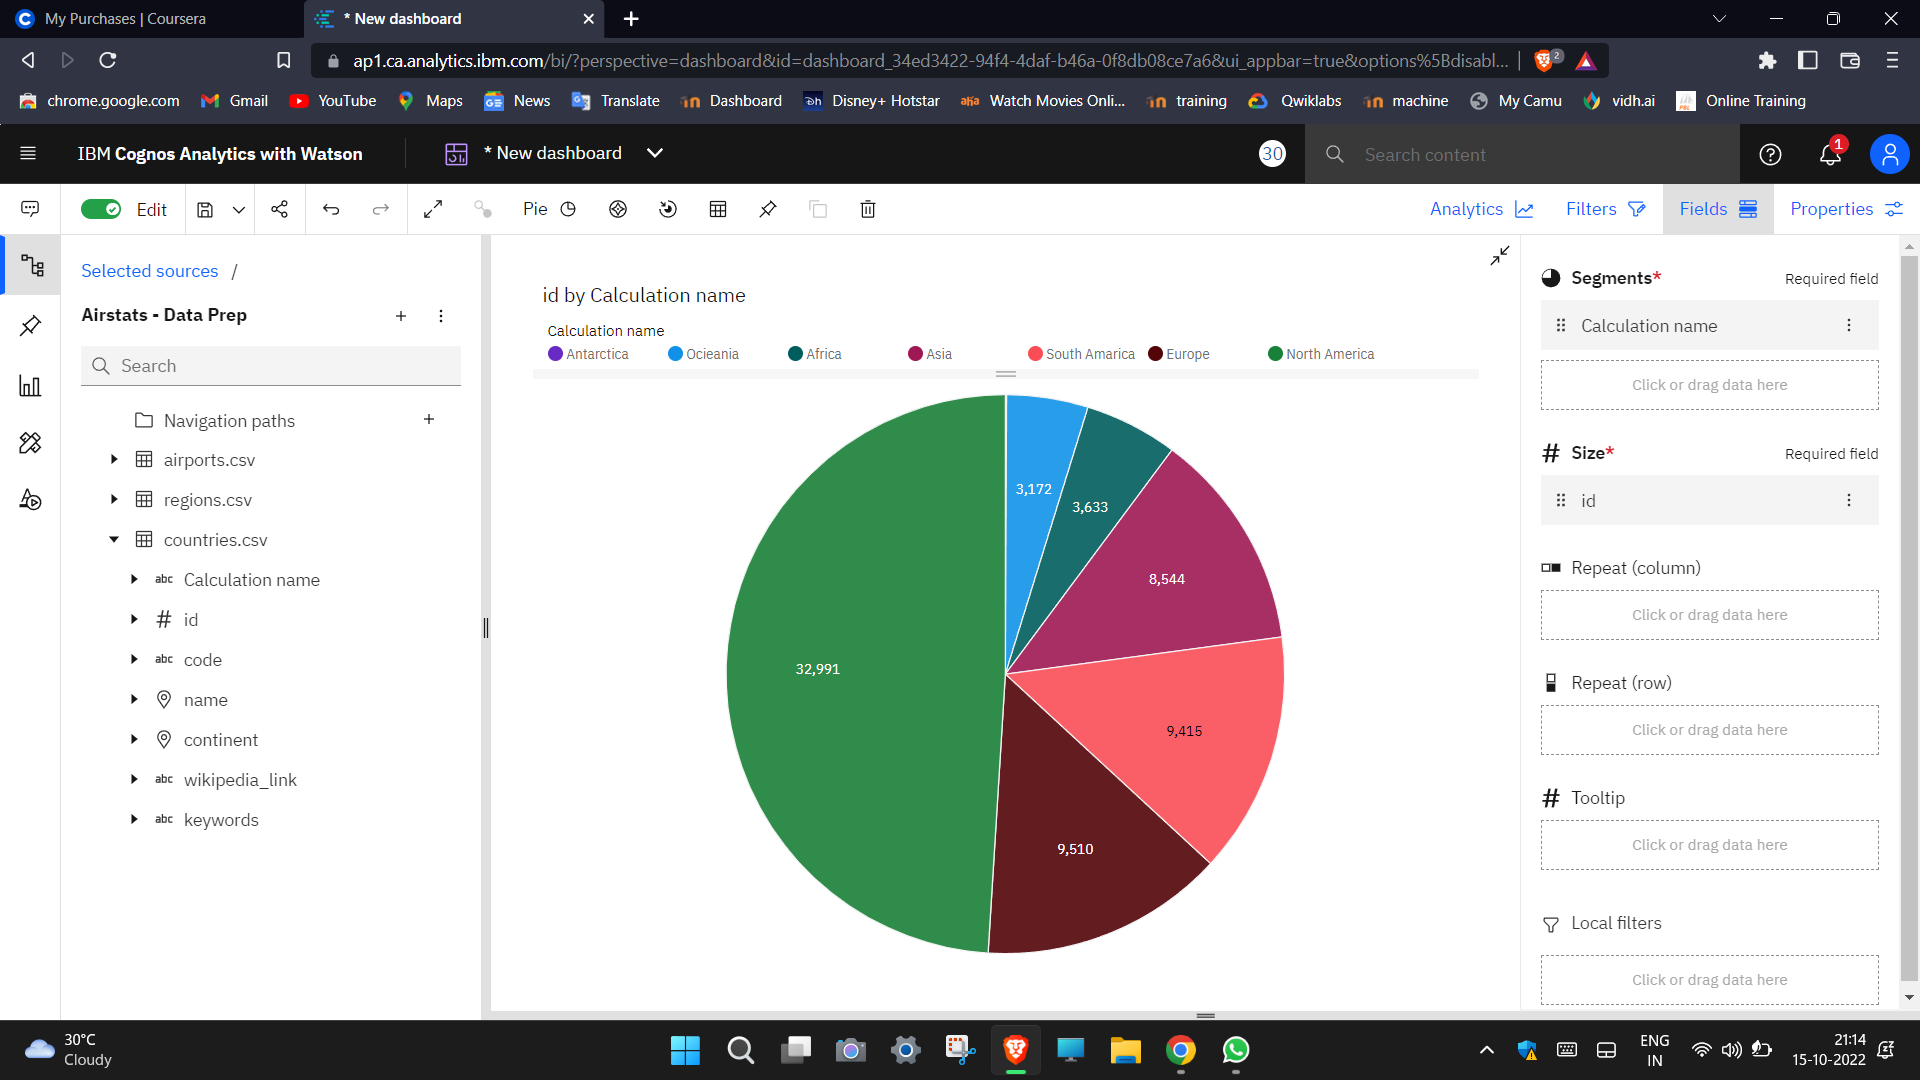 My Purchases | Coursera
* New dashboard
ap1.ca.analytics.ibm.com/bi/?perspective=dashboard&id=dashboard_34ed3422-94f4-4daf-b46a-0f8db08ce7a6&ui_appbar=true&options%5Bdisabl...
2
chrome.google.com
Gmail
YouTube
Maps
News
Translate
Dashboard
Disney+ Hotstar
Watch Movies Onli...
training
Qwiklabs
machine
My Camu
vidh.ai
Online Training
IBM Cognos Analytics with Watson
* New dashboard
30
Search content
1
Edit
Pie
Analytics
Filters
Fields
Properties
Selected sources /
Airstats - Data Prep
Search
Navigation paths
airports.csv
regions.csv
countries.csv
abc Calculation name
# id
abc code
name
continent
abc wikipedia_link
abc keywords
id by Calculation name
Calculation name
Antarctica
Ocieania
Africa
Asia
South Amarica
Europe
North America
3,172
3,633
8,544
32,991
9,415
9,510
Segments*
Required field
Calculation name
Click or drag data here
# Size*
Required field
id
Repeat (column)
Click or drag data here
Repeat (row)
Click or drag data here
# Tooltip
Click or drag data here
Local filters
Click or drag data here
30°C
Cloudy
ENG
IN
21:14
15-10-2022